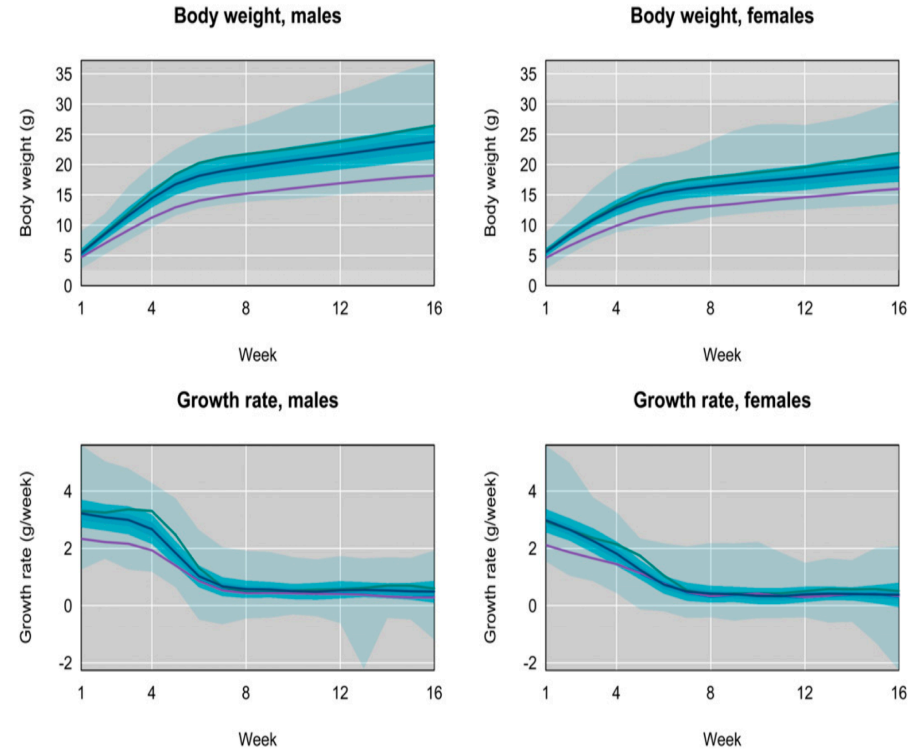 Body weight, males
Body weight (g)
35
30
25
20
15
10
5
0
1 4 8 12 16
Week
Body weight, females
Body weight (g)
35
30
25
20
15
10
5
0
1 4 8 12 16
Week
Growth rate, males
Growth rate (g/week)
4
2
0
-2
1 4 8 12 16
Week
Growth rate, females
Growth rate (g/week)
4
2
0
-2
1 4 8 12 16
Week